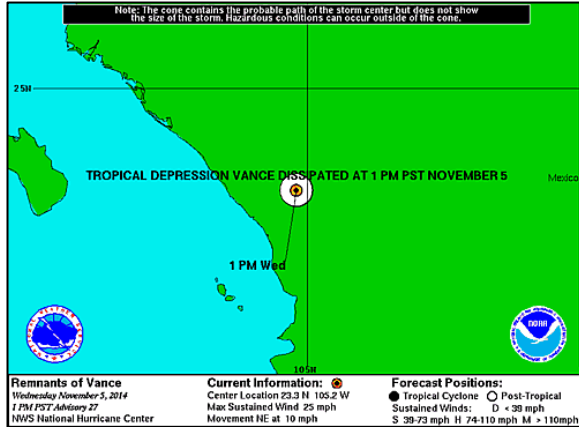 Note: The cone contains the probable path of the storm center but does not show
the size of the storm. Hazardous conditions can occur outside of the cone.
25N
TROPICAL DEPRESSION VANCE DISSIPATED AT 1 PM PST NOVEMBER 5
Mexico
1 PM Wed
NOAA
105W
Remnants of Vance
Wednesday November 5, 2014
1 PM PST Advisory 27
NWS National Hurricane Center
Current Information:
Center Location 23.3 N 105.2 W
Max Sustained Wind 25 mph
Movement NE at 10 mph
Forecast Positions:
Tropical Cyclone Post-Tropical
Sustained Winds: D < 39 mph
S 39-73 mph H 74-110 mph M > 110mph